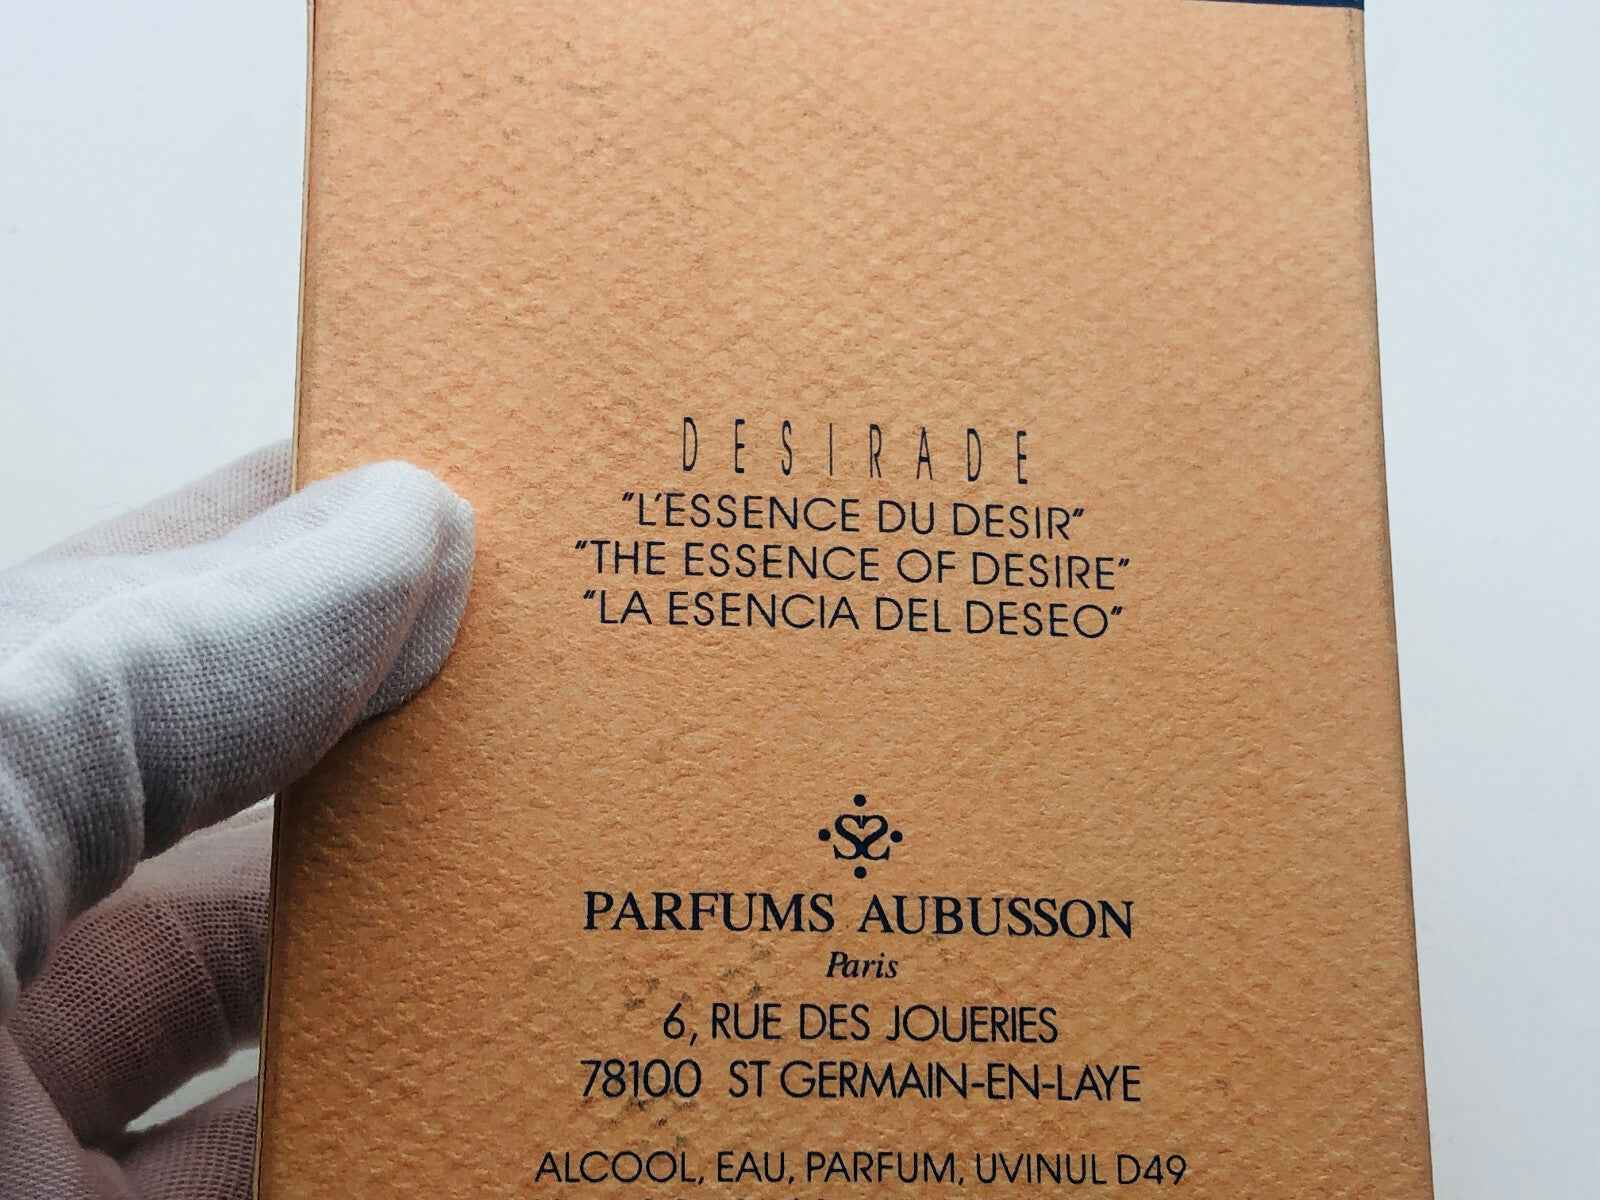 DESIRADE
"L'ESSENCE DU DESIR"
"THE ESSENCE OF DESIRE"
"LA ESENCIA DEL DESEO"
PARFUMS AUBUSSON
Paris
6, RUE DES JOUERIES
78100 ST GERMAIN-EN-LAYE
ALCOOL, EAU, PARFUM, UVINUL D49